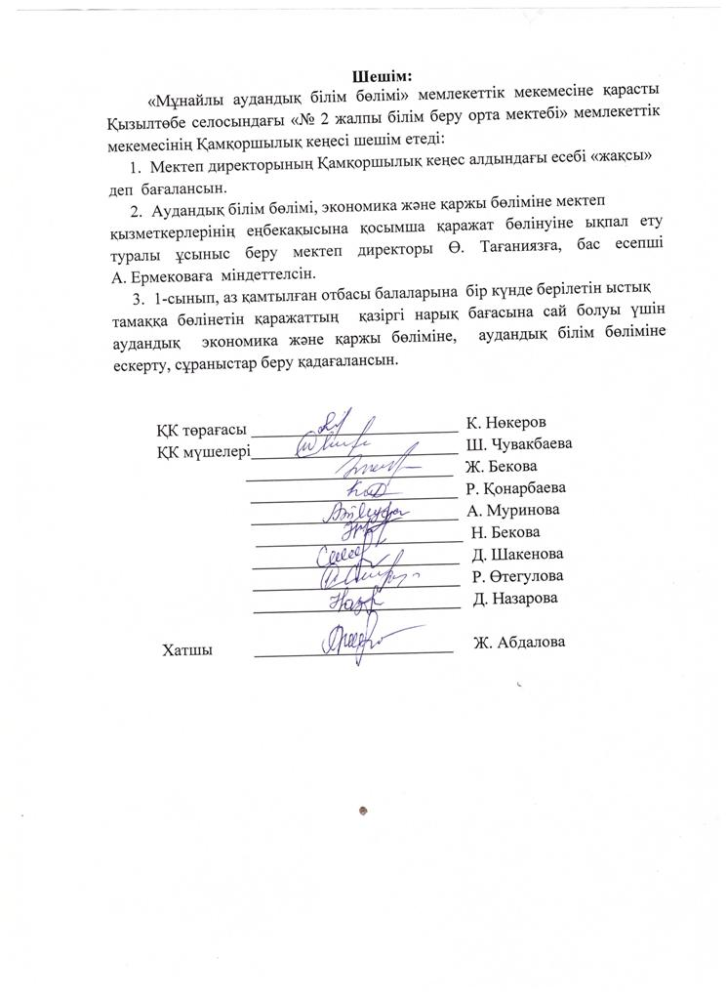 Шешім:
«Мұнайлы аудандық білім бөлімі» мемлекеттік мекемесіне қарасты
Қызылтөбе селосындағы «№ 2 жалпы білім беру орта мектебі» мемлекеттік
мекемесінің Қамқоршылық кеңесі шешім етеді:
1. Мектеп директорының Қамқоршылық кеңес алдындағы есебі «жақсы»
деп бағалансын.
2. Аудандық білім бөлімі, экономика және қаржы бөліміне мектеп
қызметкерлерінің еңбекақысына қосымша қаражат бөлінуіне ықпал ету
туралы ұсыныс беру мектеп директоры Ө. Тағаниязға, бас есепші
А. Ермековаға міндеттелсін.
3. 1-сынып, аз қамтылған отбасы балаларына бір күнде берілетін ыстық
тамаққа бөлінетін қаражаттың қазіргі нарық бағасына сай болуы үшін
аудандық экономика және қаржы бөліміне, аудандық білім бөліміне
ескерту, сұраныстар беру қадағалансын.
ҚК төрағасы К. Нөкеров
ҚК мүшелері Ш. Чувакбаева
Ж. Бекова
Р. Қонарбаева
А. Муринова
Н. Бекова
Д. Шакенова
Р. Өтегулова
Д. Назарова
Хатшы Ж. Абдалова